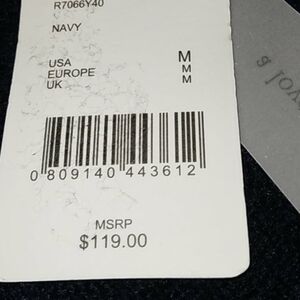 R7066Y40
NAVY
USA M
EUROPE M
UK M
0 809140 443612
MSRP
$119.00